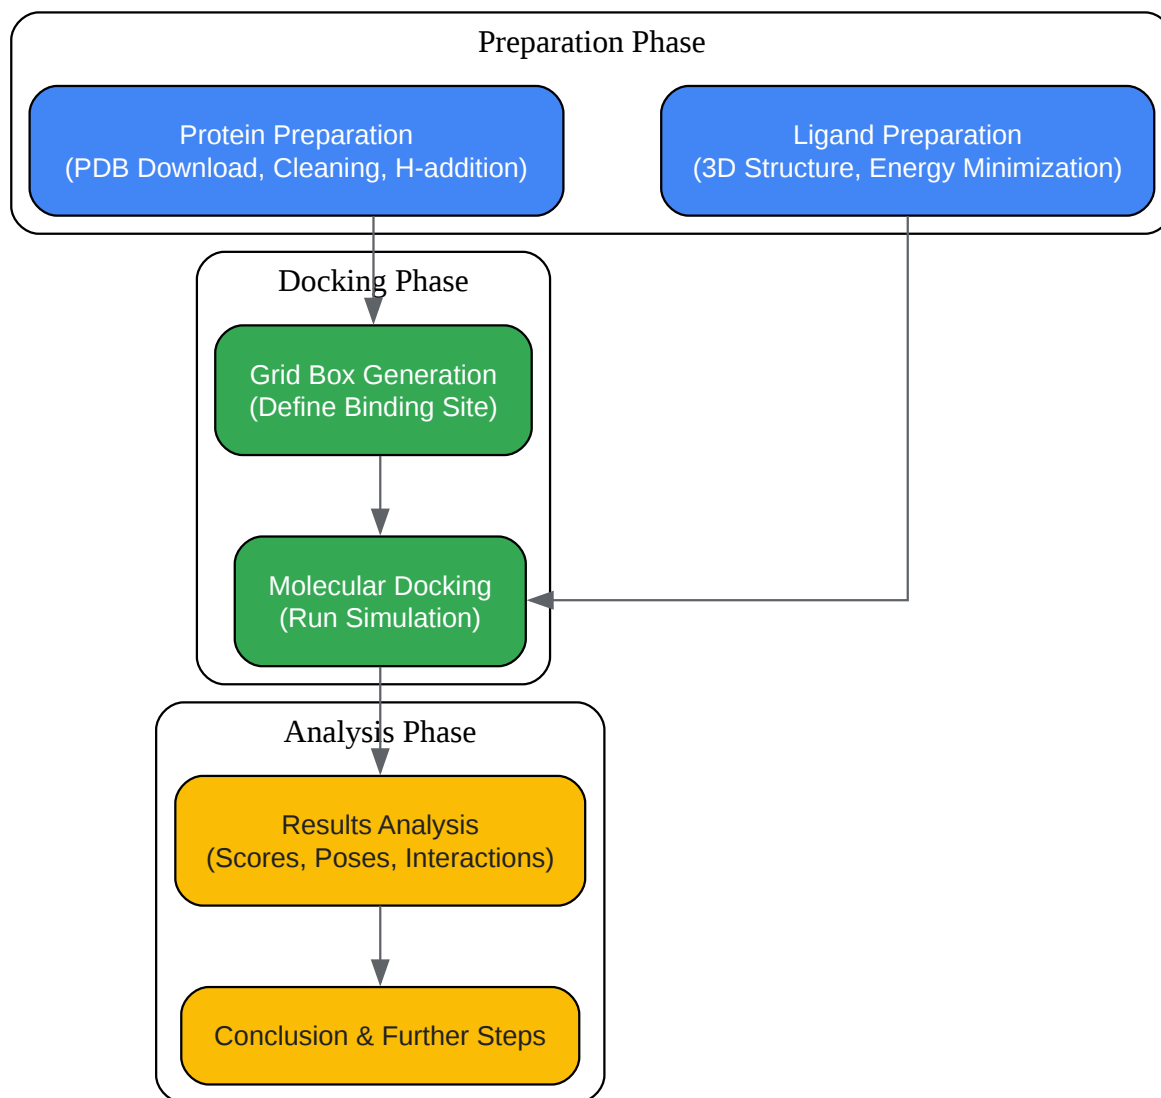 Preparation Phase
Protein Preparation
(PDB Download, Cleaning, H-addition)
Ligand Preparation
(3D Structure, Energy Minimization)
Docking Phase
Grid Box Generation
(Define Binding Site)
Molecular Docking
(Run Simulation)
Analysis Phase
Results Analysis
(Scores, Poses, Interactions)
Conclusion & Further Steps